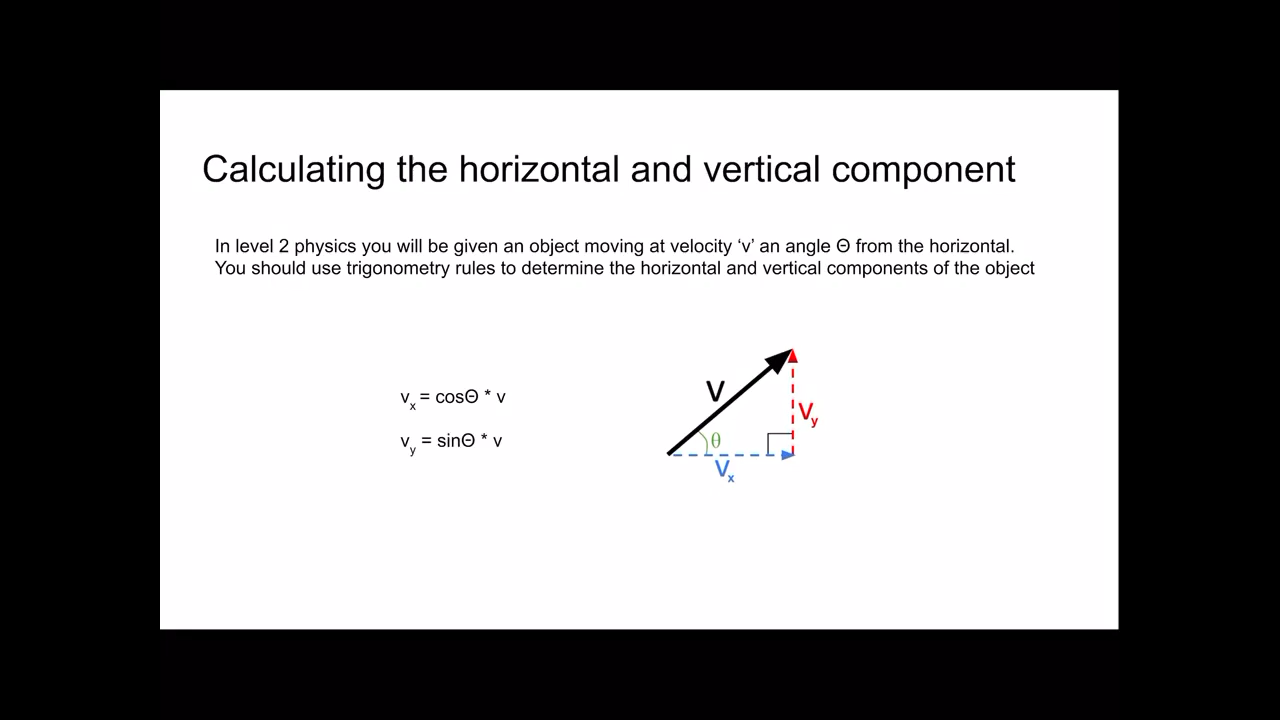 Calculating the horizontal and vertical component
In level 2 physics you will be given an object moving at velocity ‘v’ an angle Θ from the horizontal.
You should use trigonometry rules to determine the horizontal and vertical components of the object
vx = cosΘ * v
vy = sinΘ * v
V
Vy
θ
Vx